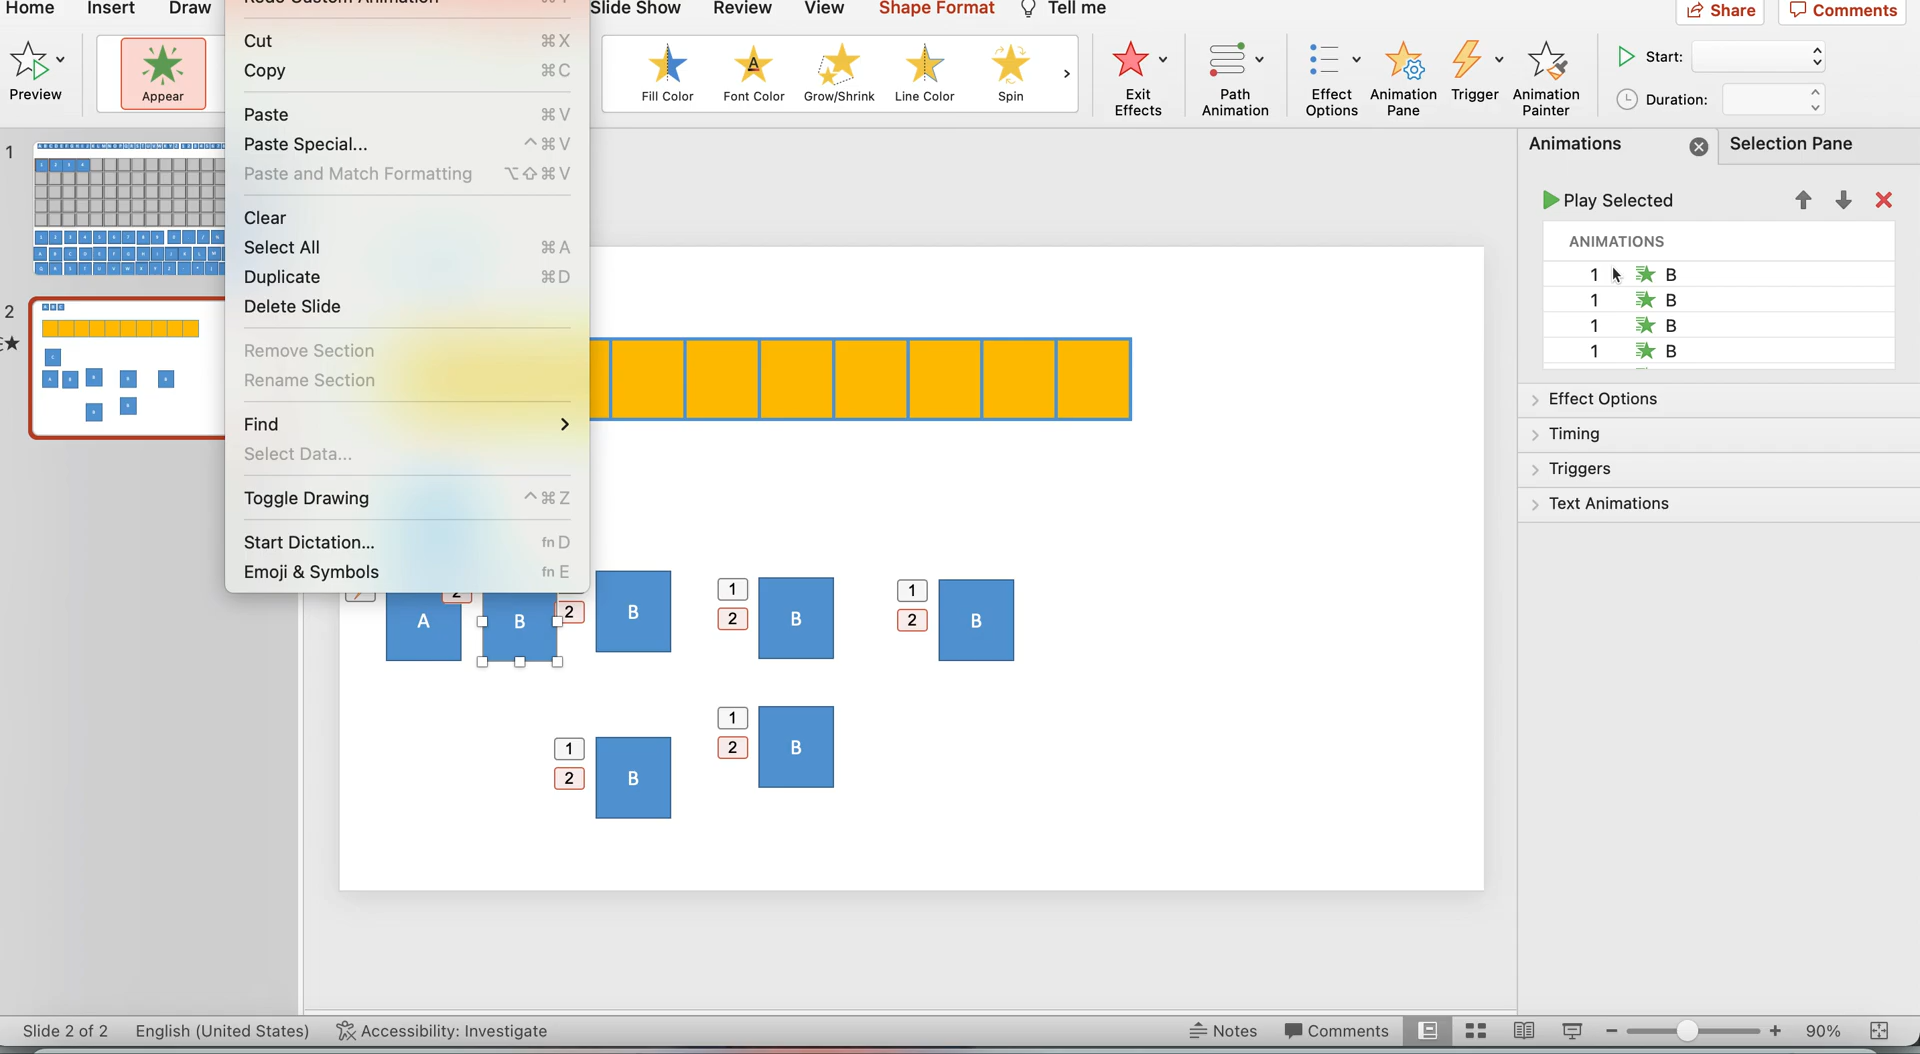 Home Insert Draw Slide Show Review View Shape Format Tell me Share Comments
Redo Custom Animation ⌘Y
Preview
Appear
Fill Color
Font Color
Grow/Shrink
Line Color
Spin
Exit
Effects
Path
Animation
Effect
Options
Animation
Pane
Trigger
Animation
Painter
Start:
Duration:
Cut ⌘X
Copy ⌘C
Paste ⌘V
Paste Special... ^⌘V
Paste and Match Formatting ⌥⇧⌘V
Clear
Select All ⌘A
Duplicate ⌘D
Delete Slide
Remove Section
Rename Section
Find
Select Data...
Toggle Drawing ^⌘Z
Start Dictation... fn D
Emoji & Symbols fn E
1
2
A B 2 B 1 2 B 1 2 B
1 2 B 1 2 B
Animations Selection Pane
Play Selected
ANIMATIONS
1 B
1 B
1 B
1 B
Effect Options
Timing
Triggers
Text Animations
Slide 2 of 2 English (United States) Accessibility: Investigate Notes Comments 90%